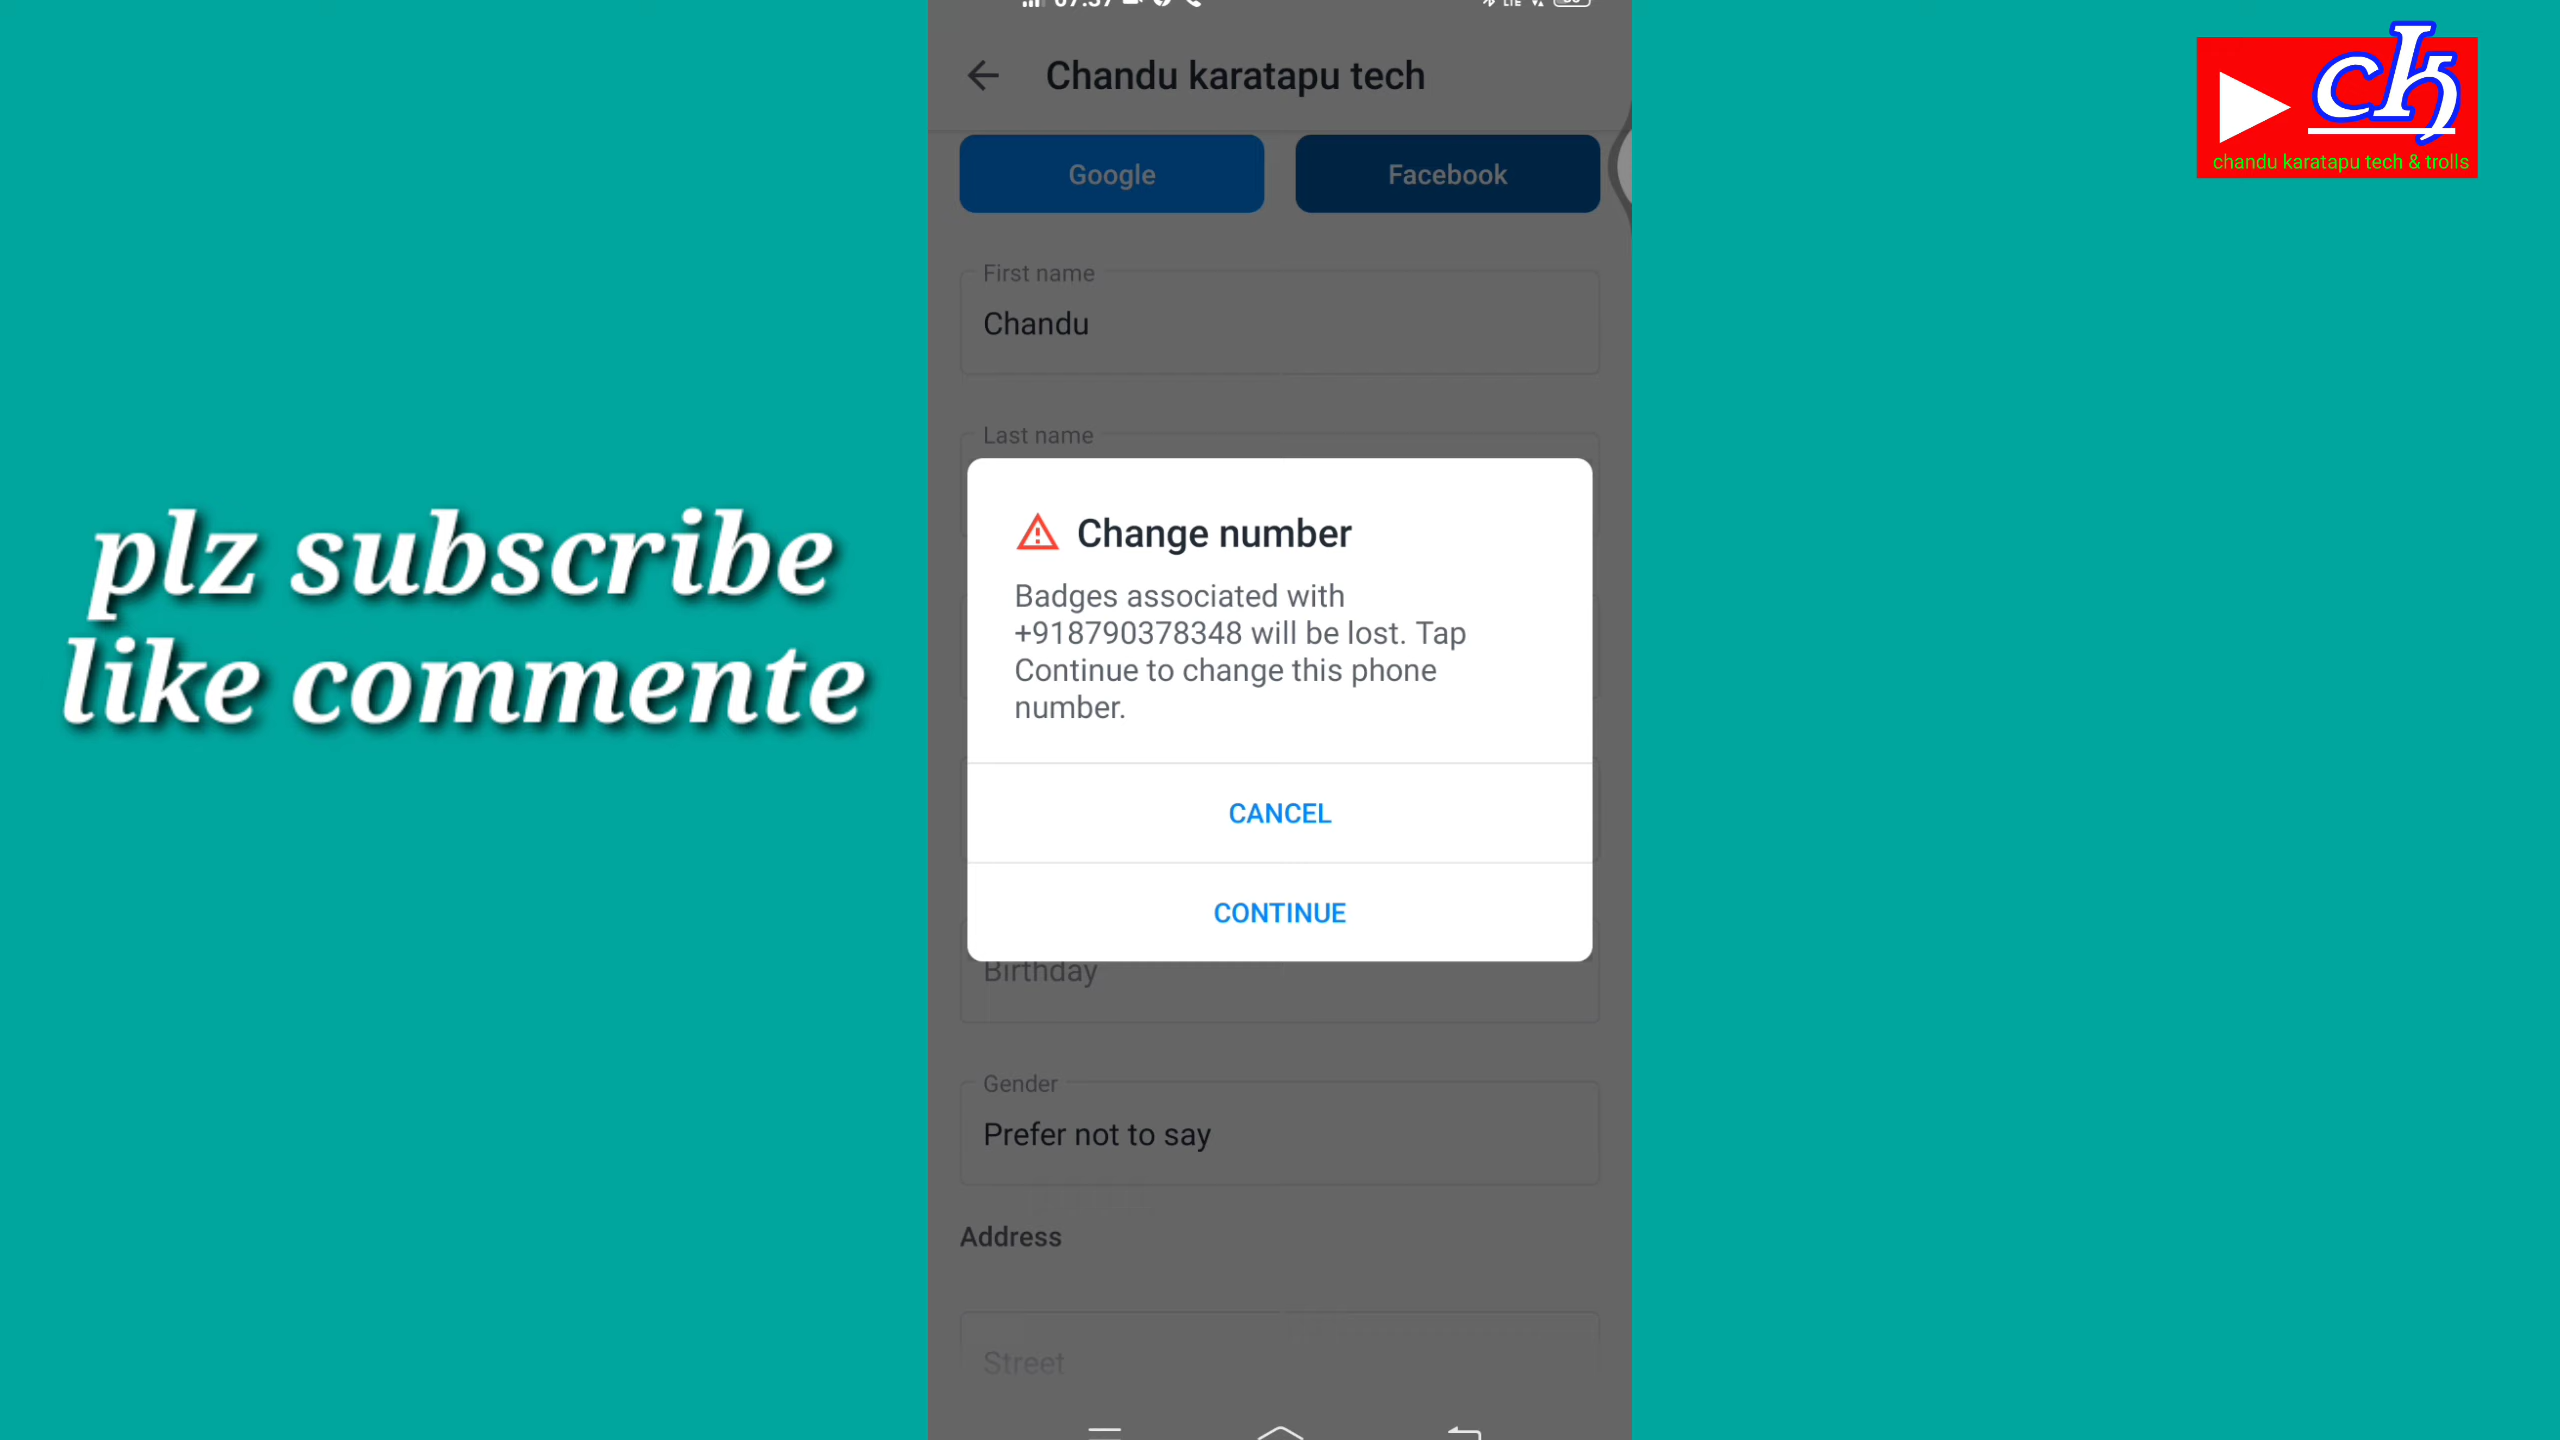 Chandu karatapu tech
Google
Facebook
ch
chandu karatapu tech & trolls
First name
Chandu
Last name
plz subscribe
like commente
Change number
Badges associated with
+918790378348 will be lost. Tap
Continue to change this phone
number.
CANCEL
CONTINUE
Birthday
Gender
Prefer not to say
Address
Street